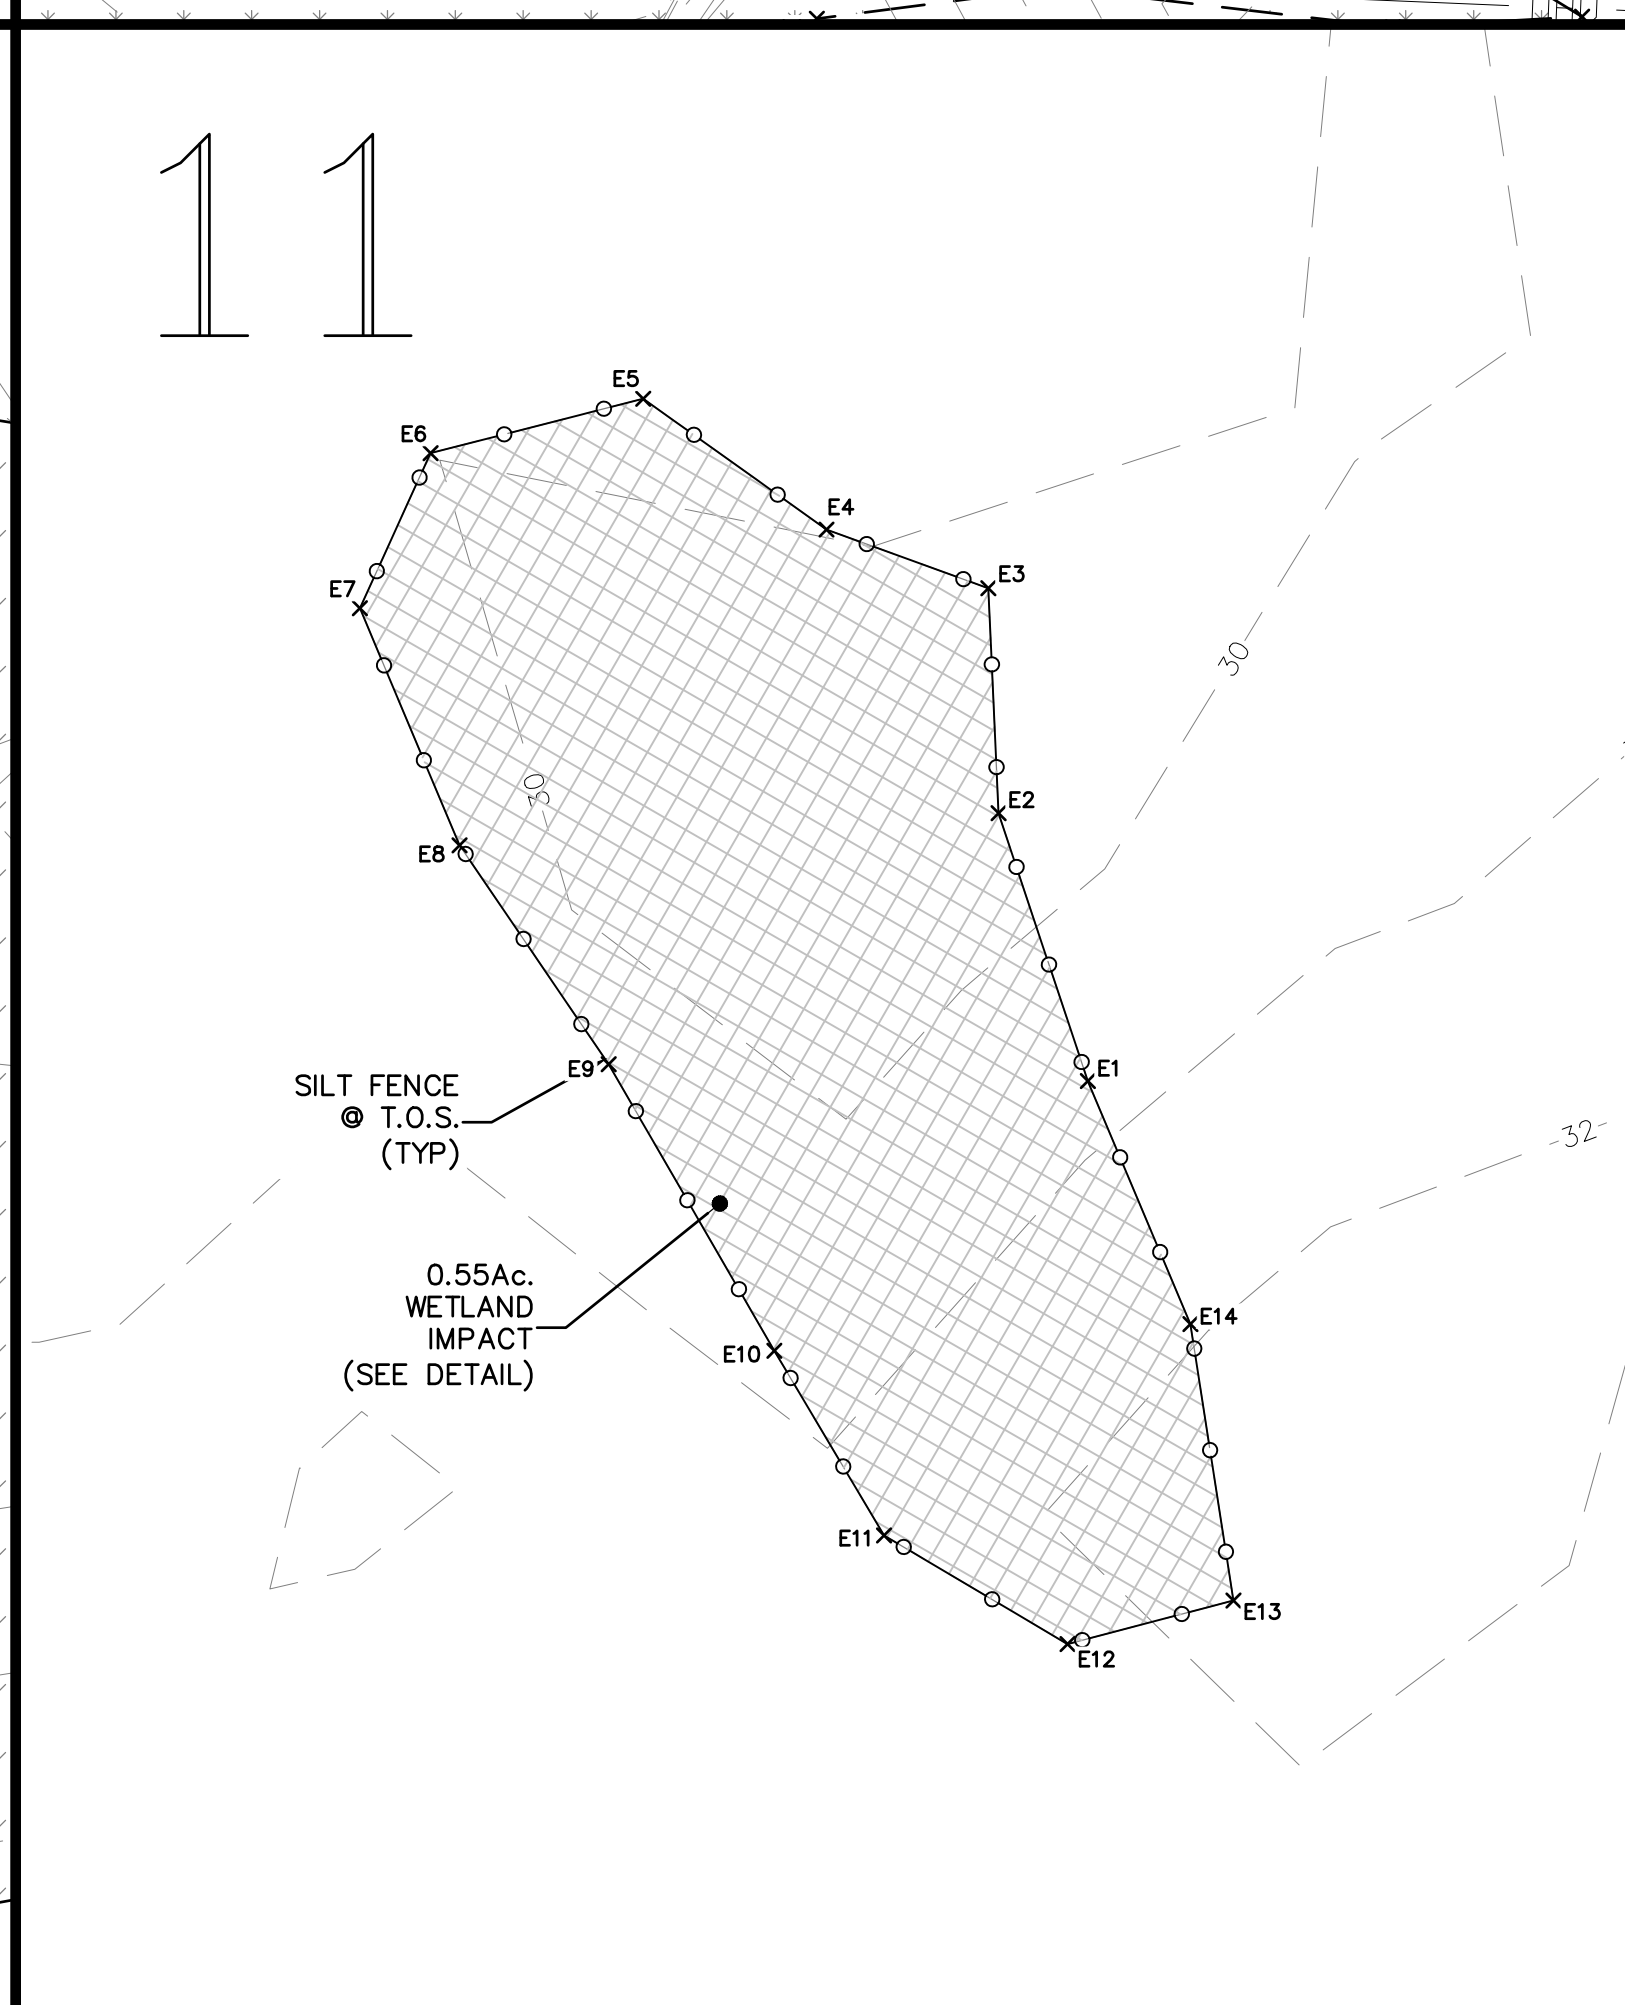 11
E5
E6
E4
E3
E7
30
E2
30
E8
E1
E9
SILT FENCE
@ T.O.S.
(TYP)
-32-
0.55Ac.
WETLAND
IMPACT
(SEE DETAIL)
E14
E10
E11
E13
E12